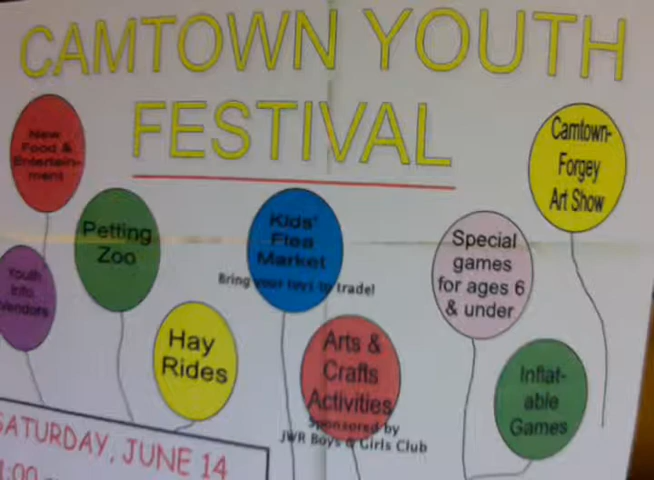 CAMTOWN YOUTH
FESTIVAL
New
Food &
Entertain-
ment
Camtown-
Forgey
Art Show
Petting
Zoo
Kids'
Flea
Market
Bring your toys to trade!
Special
games
for ages 6
& under
Youth
Info
Vendors
Hay
Rides
Arts &
Crafts
Activities
Sponsored by
JWR Boys & Girls Club
Inflat-
able
Games
SATURDAY, JUNE 14
1:00